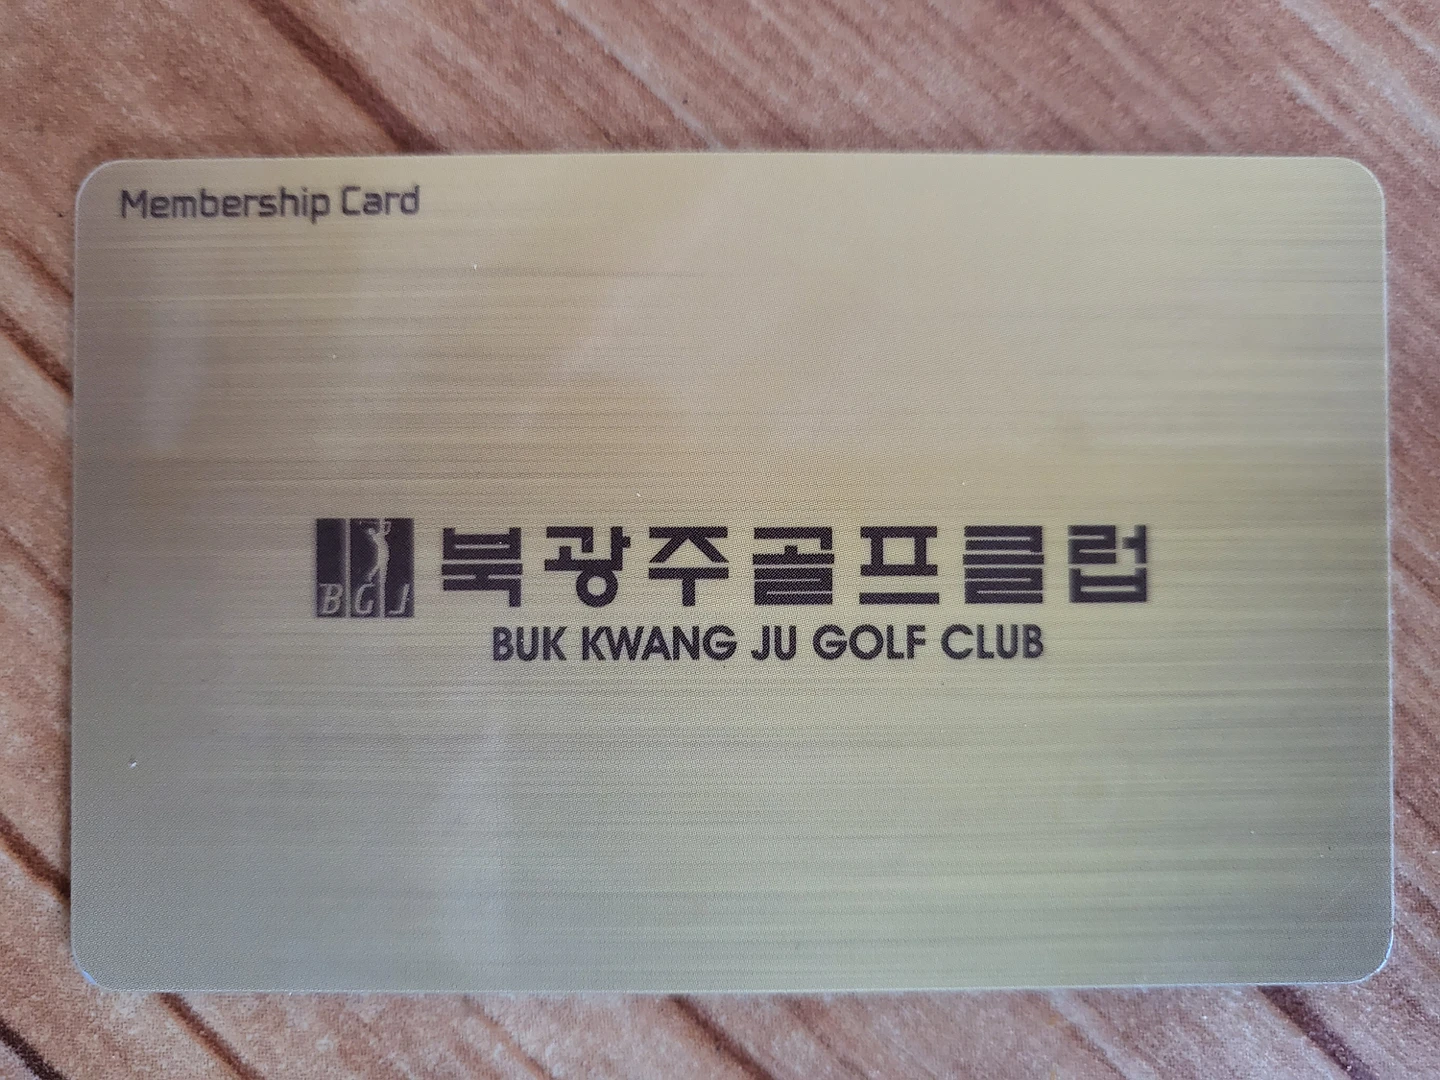 Membership Card
BGJ
북광주골프클럽
BUK KWANG JU GOLF CLUB